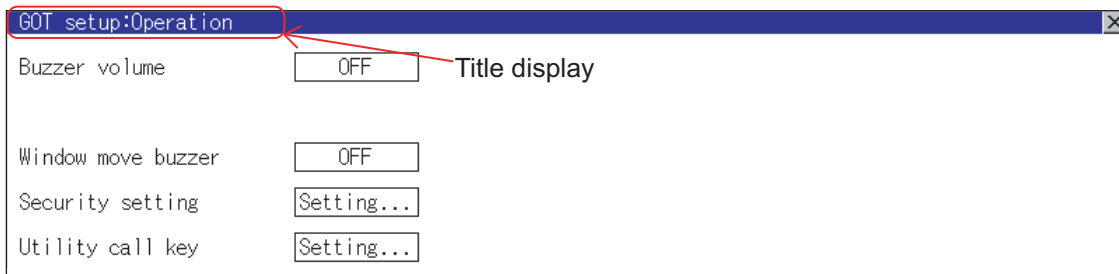 GOT setup:Operation
Buzzer volume OFF Title display
Window move buzzer OFF
Security setting Setting...
Utility call key Setting...